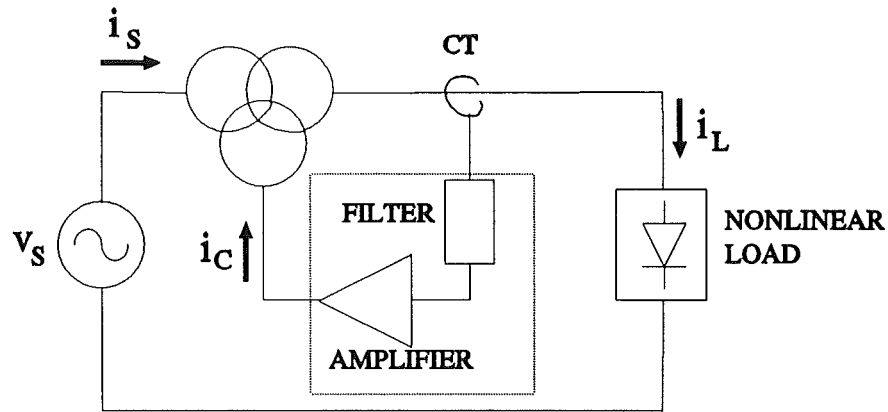 i_S
CT
i_L
FILTER
NONLINEAR
LOAD
V_S
i_C
AMPLIFIER